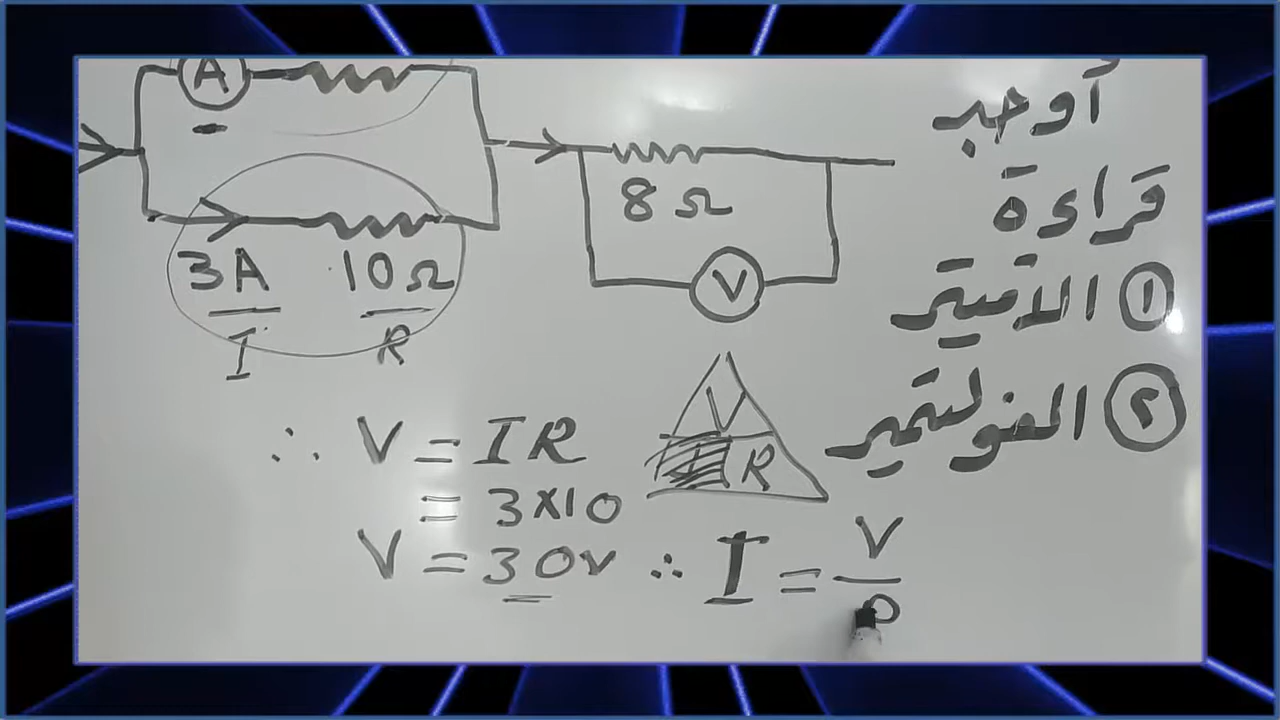 A
8 Ω
3A 10Ω
I R
V
أوجد
قراءة
١ الأميتر
٢ الفولتميتر
V
I R
∴ V = IR
= 3×10
V = 30V ∴ I = V